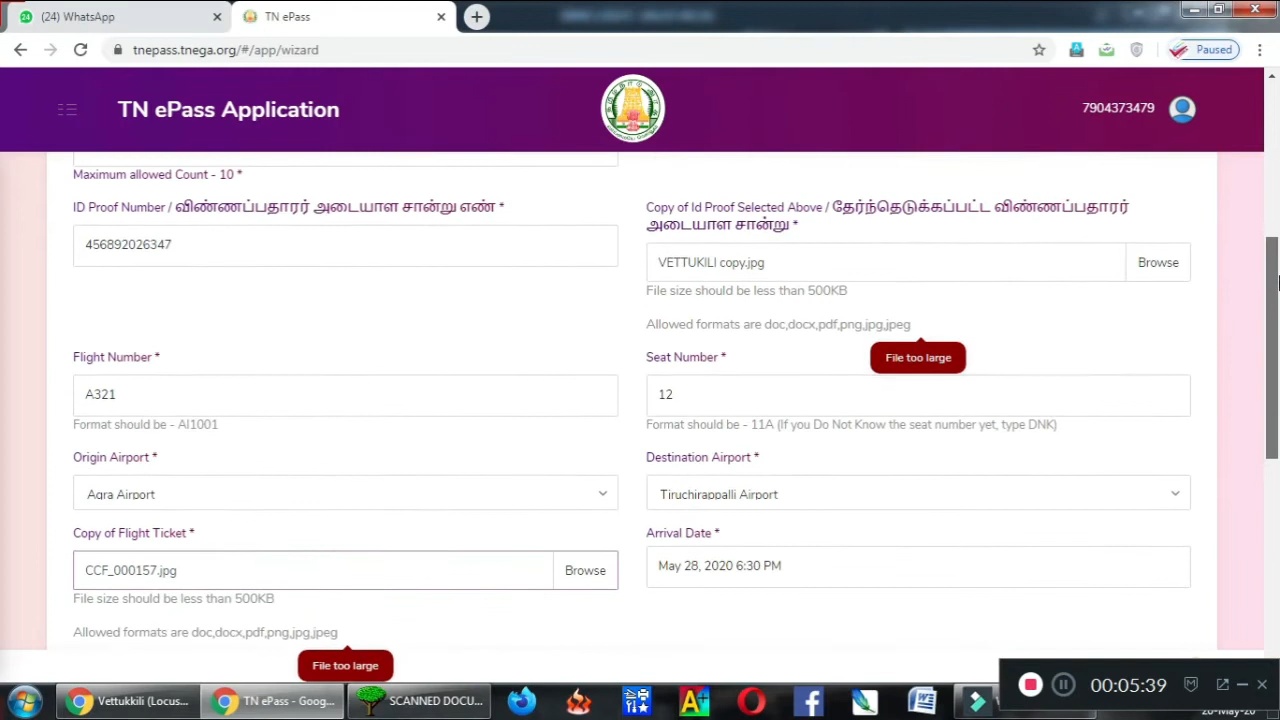 (24) WhatsApp
TN ePass
tnepass.tnega.org/#/app/wizard
Paused
TN ePass Application
7904373479
Maximum allowed Count - 10 *
ID Proof Number / விண்ணப்பதாரர் அடையாள சான்று எண் *
456892026347
Copy of Id Proof Selected Above / தேர்ந்தெடுக்கப்பட்ட விண்ணப்பதாரர்
அடையாள சான்று *
VETTUKILI copy.jpg
Browse
File size should be less than 500KB
Allowed formats are doc,docx,pdf,png,jpg,jpeg
File too large
Flight Number *
A321
Format should be - AI1001
Seat Number *
12
Format should be - 11A (If you Do Not Know the seat number yet, type DNK)
Origin Airport *
Agra Airport
Destination Airport *
Tiruchirappalli Airport
Copy of Flight Ticket *
CCF_000157.jpg
Browse
File size should be less than 500KB
Allowed formats are doc,docx,pdf,png,jpg,jpeg
File too large
Arrival Date *
May 28, 2020 6:30 PM
Vettukkili (Locus...
TN ePass - Goog...
SCANNED DOCU...
00:05:39